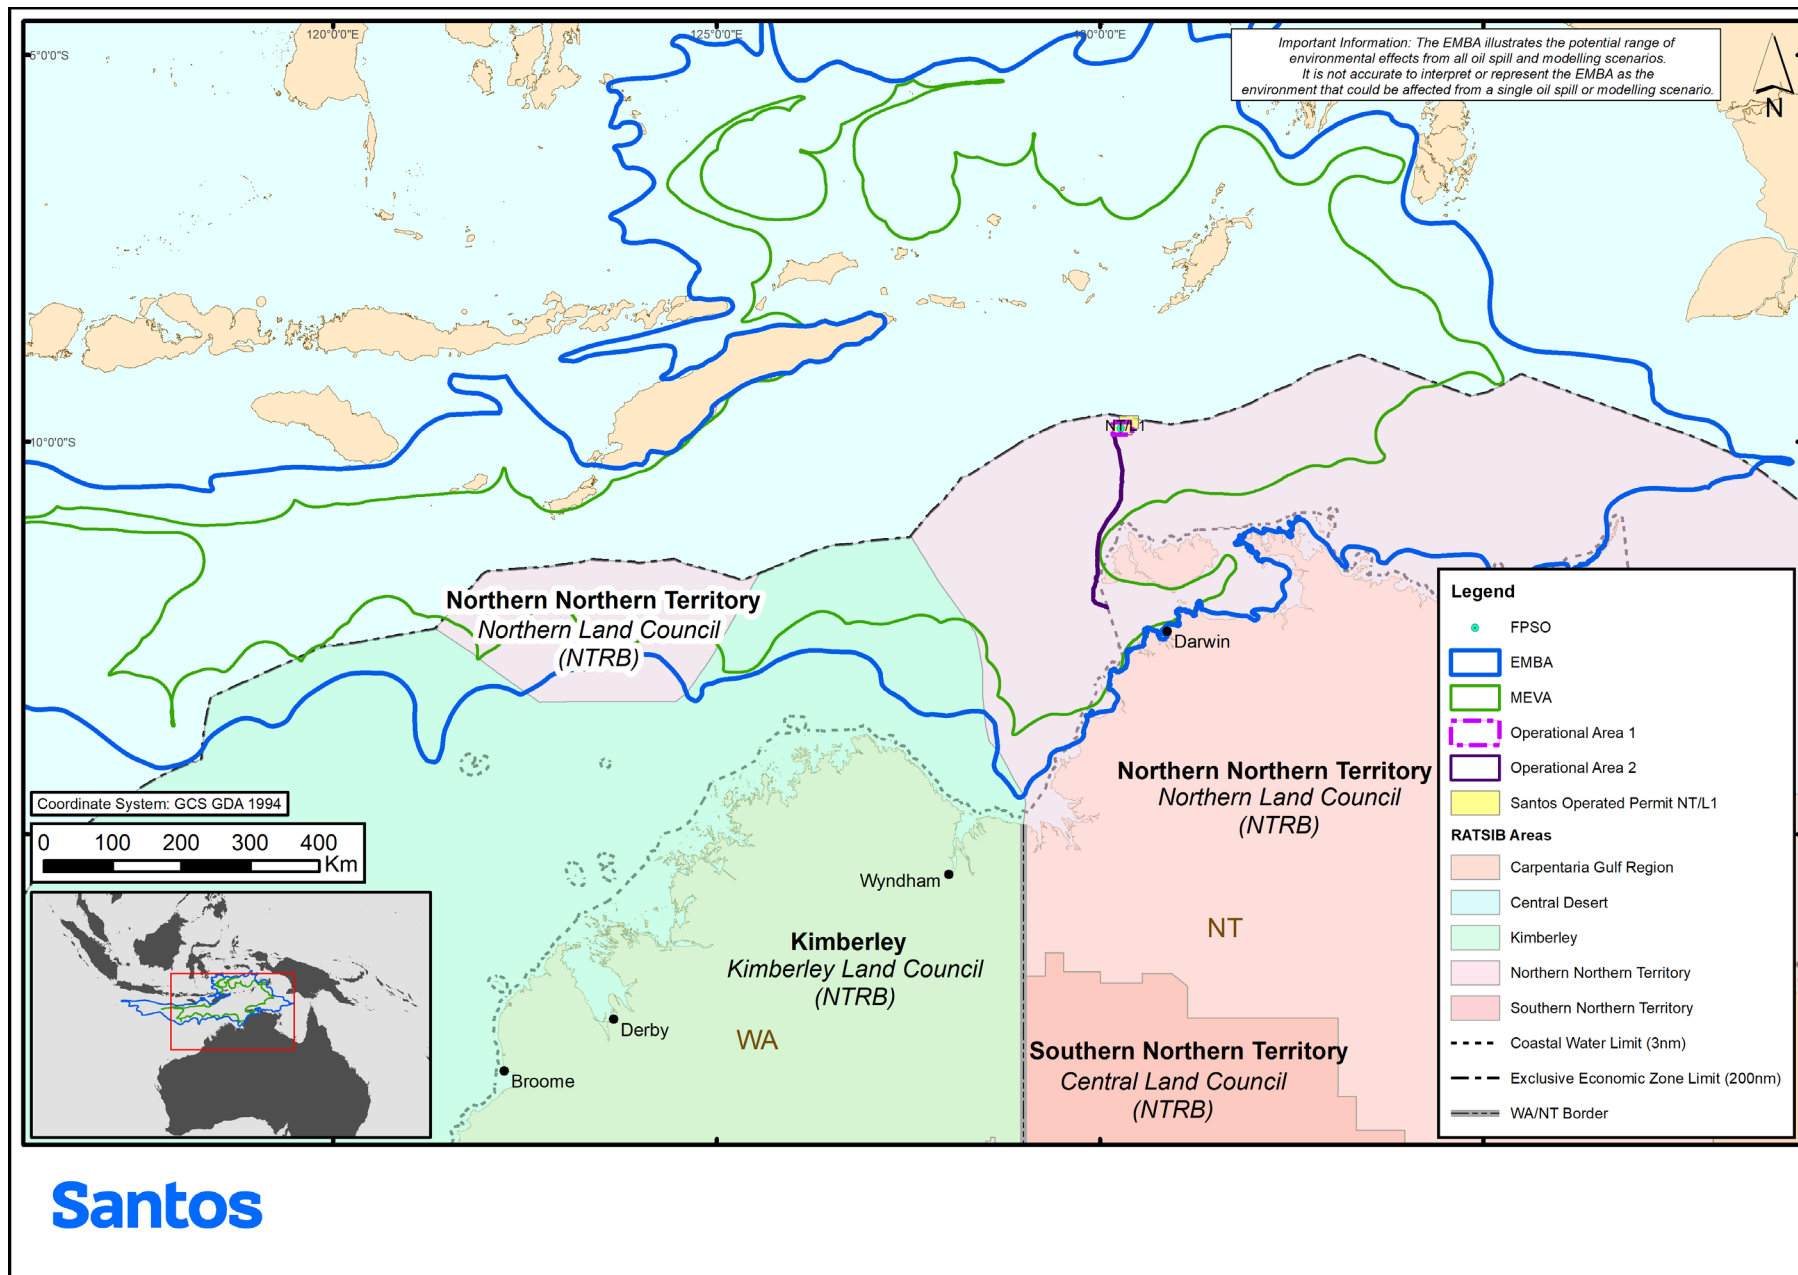 120°0'0"E
125°0'0"E
130°0'0"E
5°0'0"S
Important Information: The EMBA illustrates the potential range of
environmental effects from all oil spill and modelling scenarios.
It is not accurate to interpret or represent the EMBA as the
environment that could be affected from a single oil spill or modelling scenario.
N
10°0'0"S
NT/L1
Northern Northern Territory
Northern Land Council
(NTRB)
Darwin
Northern Northern Territory
Northern Land Council
(NTRB)
Coordinate System: GCS GDA 1994
0 100 200 300 400
Km
Wyndham
NT
Kimberley
Kimberley Land Council
(NTRB)
Derby
WA
Broome
Southern Northern Territory
Central Land Council
(NTRB)
Legend
FPSO
EMBA
MEVA
Operational Area 1
Operational Area 2
Santos Operated Permit NT/L1
RATSIB Areas
Carpentaria Gulf Region
Central Desert
Kimberley
Northern Northern Territory
Southern Northern Territory
Coastal Water Limit (3nm)
Exclusive Economic Zone Limit (200nm)
WA/NT Border
Santos